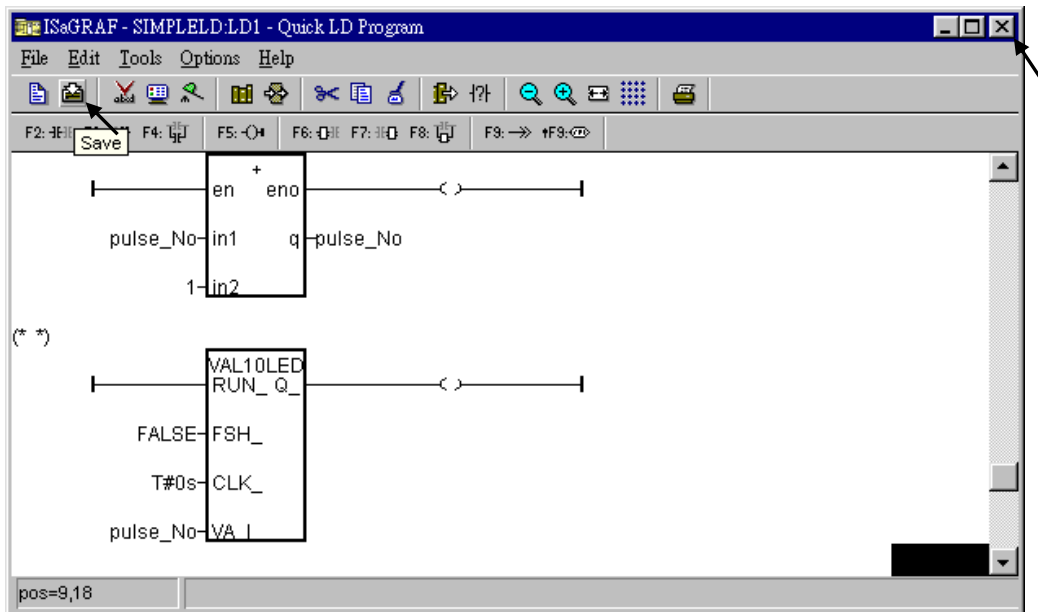 ISaGRAF - SIMPLELD:LD1 - Quick LD Program
File Edit Tools Options Help
F2: F4: F5: F6: F7: F8: F9: ↑F9:
Save
+
en eno
pulse_No in1 q pulse_No
1 in2
(* *)
VAL10LED
RUN_ Q_
FALSE FSH_
T#0s CLK_
pulse_No
pos=9,18